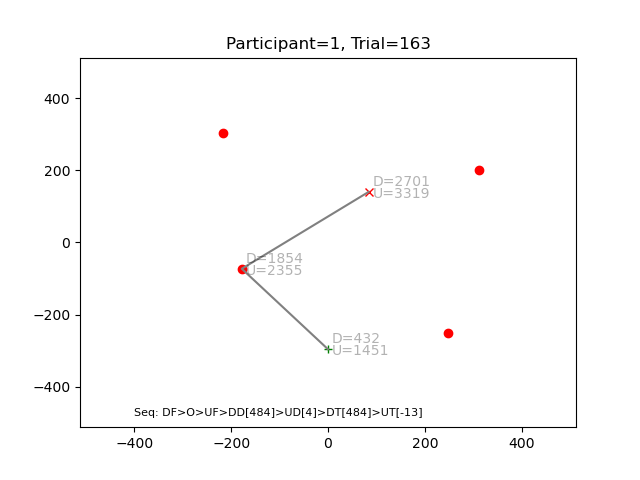 Participant=1, Trial=163
400
200
0
−200
−400
D=2701
U=3319
D=1854
U=2355
D=432
U=1451
Seq: DF>O>UF>DD[484]>UD[4]>DT[484]>UT[-13]
−400
−200
0
200
400